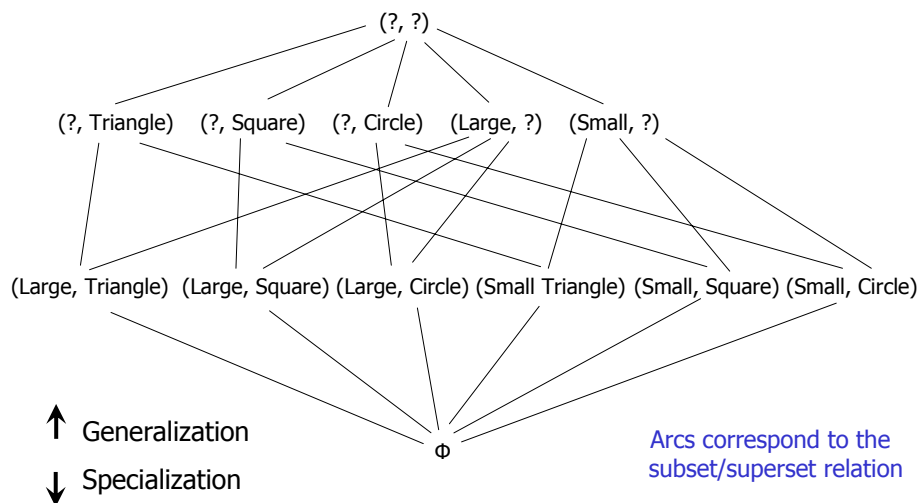 (?, ?)
(?, Triangle) (?, Square) (?, Circle) (Large, ?) (Small, ?)
(Large, Triangle) (Large, Square) (Large, Circle) (Small Triangle) (Small, Square) (Small, Circle)
Φ
Generalization
Specialization
Arcs correspond to the
subset/superset relation